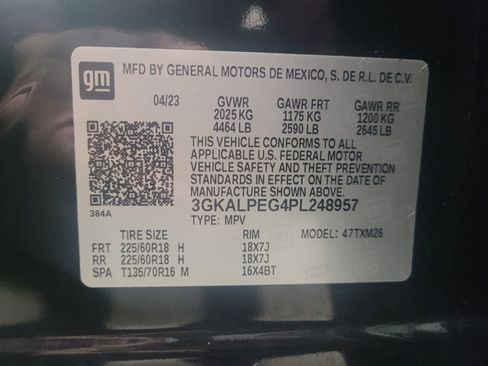 gm
MFD BY GENERAL MOTORS DE MEXICO, S. DE R.L. DE C.V.
04/23 GVWR GAWR FRT GAWR RR
2025 KG 1175 KG 1200 KG
4464 LB 2590 LB 2645 LB
THIS VEHICLE CONFORMS TO ALL
APPLICABLE U.S. FEDERAL MOTOR
VEHICLE SAFETY AND THEFT PREVENTION
STANDARDS IN EFFECT ON THE DATE OF
MANUFACTURE SHOWN ABOVE.
3GKALPEG4PL248957
384A
TYPE: MPV
TIRE SIZE RIM MODEL: 47TXM26
FRT 225/60R18 H 18X7J
RR 225/60R18 H 18X7J
SPA T135/70R16 M 16X4BT